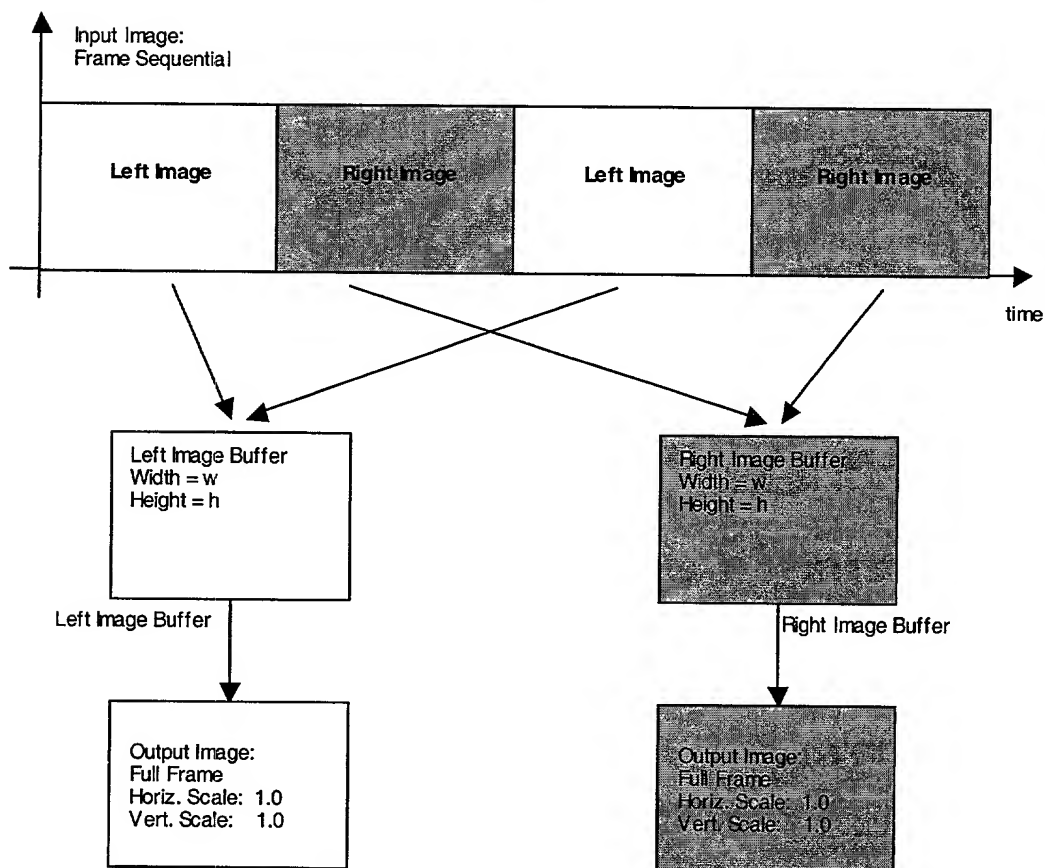 Input Image:
Frame Sequential
Left Image
Right Image
Left Image
Right Image
time
Left Image Buffer
Width = w
Height = h
Right Image Buffer
Width = w
Height = h
Left Image Buffer
Right Image Buffer
Output Image:
Full Frame
Horiz. Scale: 1.0
Vert. Scale: 1.0
Output Image:
Full Frame
Horiz. Scale: 1.0
Vert. Scale: 1.0